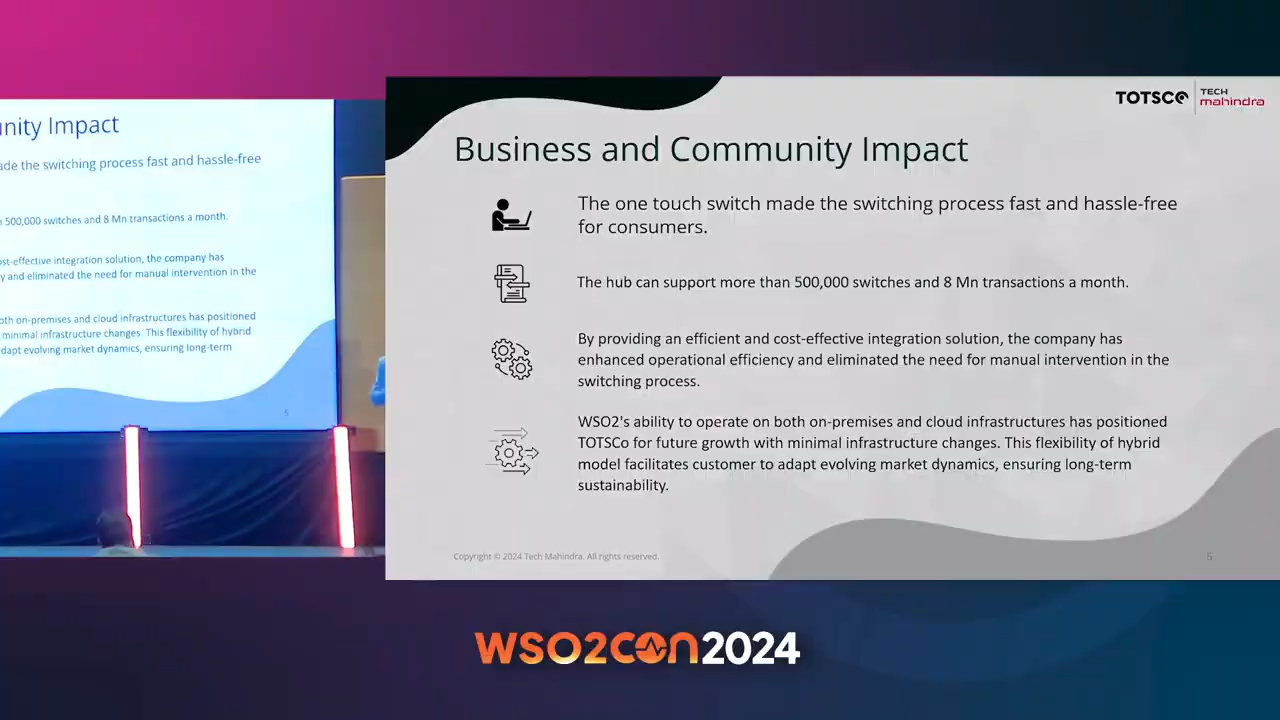 unity Impact
ade the switching process fast and hassle-free
500,000 switches and 8 Mn transactions a month.
ost-effective integration solution, the company has
y and eliminated the need for manual intervention in the
oth on-premises and cloud infrastructures has positioned
minimal infrastructure changes. This flexibility of hybrid
adapt evolving market dynamics, ensuring long-term
5
TOTSCO
TECH
mahindra
Business and Community Impact
The one touch switch made the switching process fast and hassle-free
for consumers.
The hub can support more than 500,000 switches and 8 Mn transactions a month.
By providing an efficient and cost-effective integration solution, the company has
enhanced operational efficiency and eliminated the need for manual intervention in the
switching process.
WSO2's ability to operate on both on-premises and cloud infrastructures has positioned
TOTSCo for future growth with minimal infrastructure changes. This flexibility of hybrid
model facilitates customer to adapt evolving market dynamics, ensuring long-term
sustainability.
Copyright © 2024 Tech Mahindra. All rights reserved.
5
WSO2CON2024